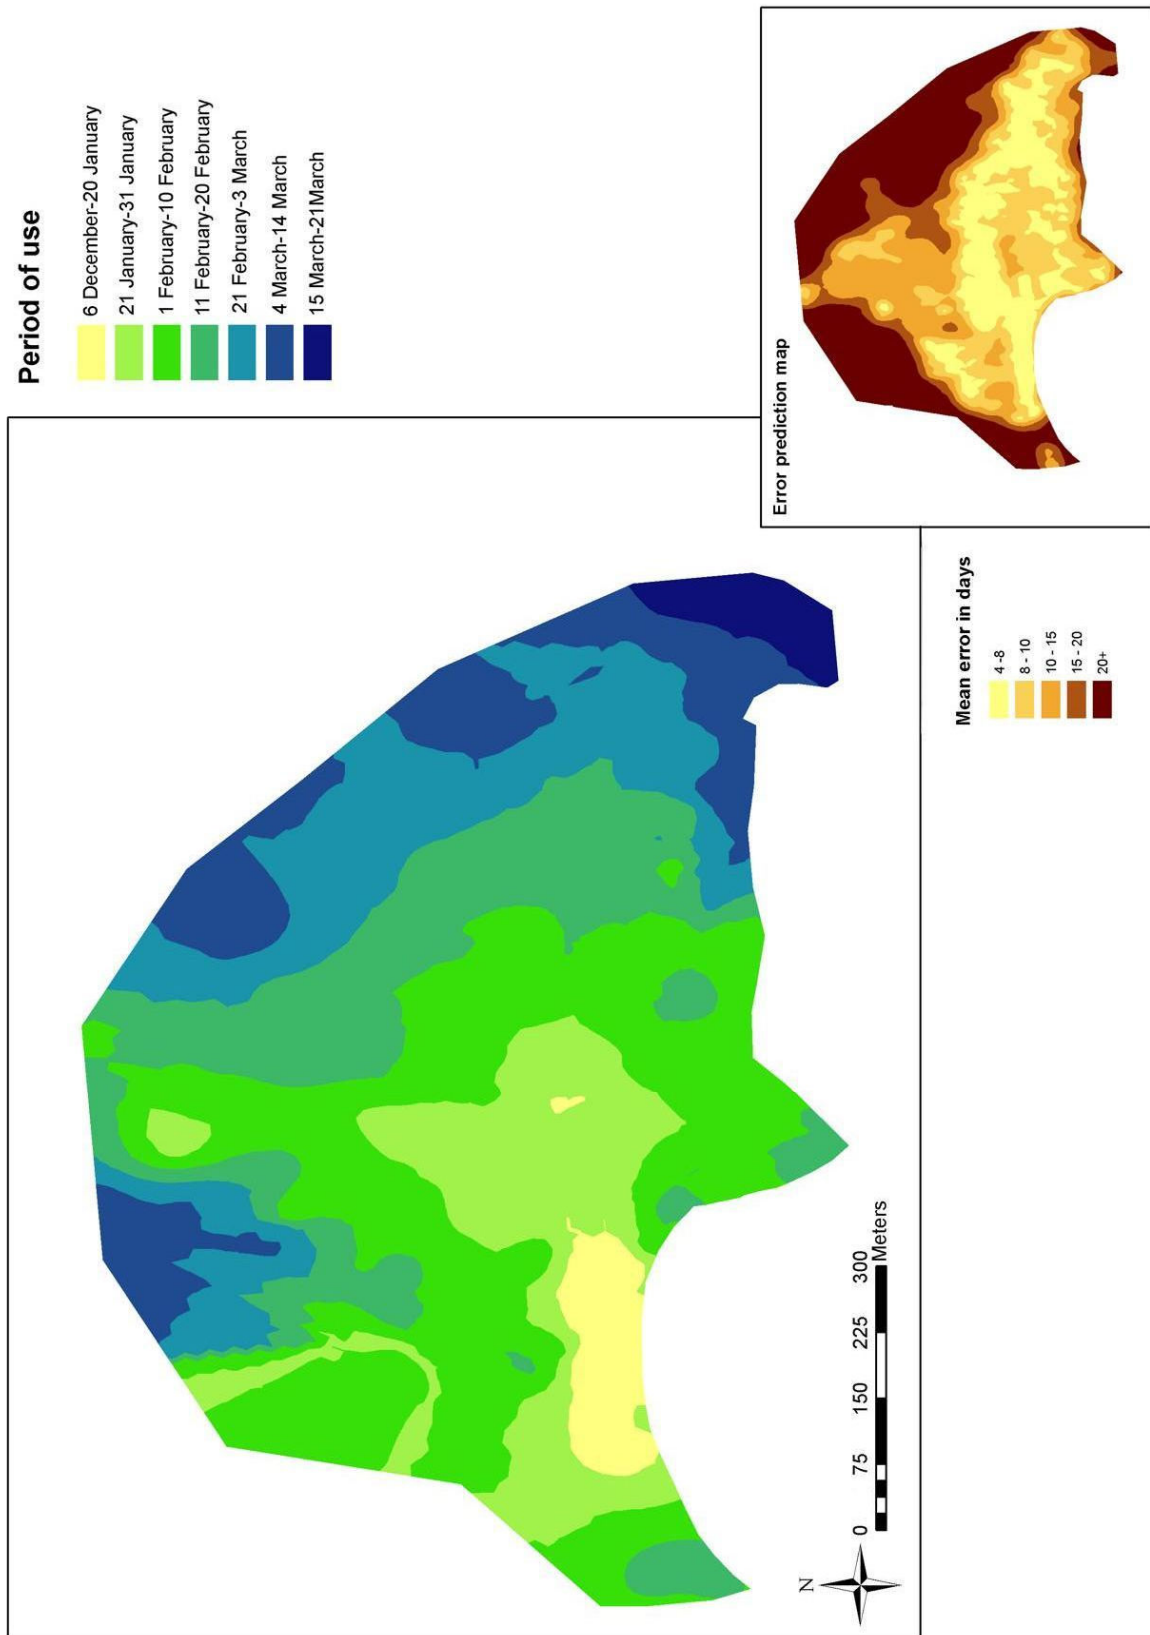 Period of use
6 December-20 January
21 January-31 January
1 February-10 February
11 February-20 February
21 February-3 March
4 March-14 March
15 March-21March
Error prediction map
Mean error in days
4 -8
8 - 10
10 - 15
15 - 20
20+
N
0 75 150 225 300
Meters